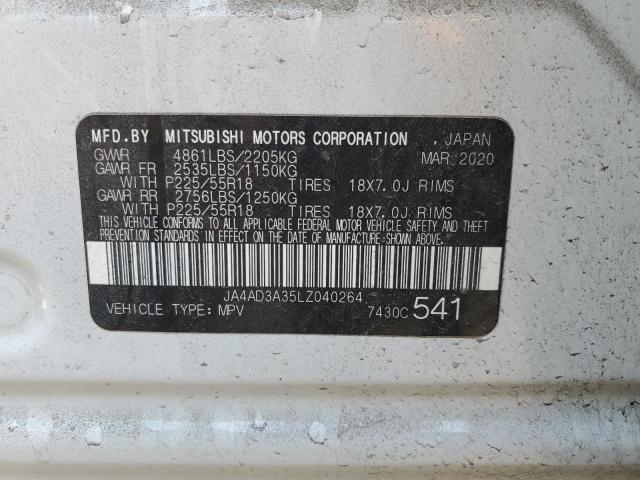 MFD.BY MITSUBISHI MOTORS CORPORATION , JAPAN
GVWR 4861LBS/2205KG MAR.2020
GAWR FR 2535LBS/1150KG
WITH P225/55R18 TIRES 18X7.0J RIMS
GAWR RR 2756LBS/1250KG
WITH P225/55R18 TIRES 18X7.0J RIMS
THIS VEHICLE CONFORMS TO ALL APPLICABLE FEDERAL MOTOR VEHICLE SAFETY AND THEFT
PREVENTION STANDARDS IN EFFECT ON THE DATE OF MANUFACTURE-SHOWN ABOVE.
JA4AD3A35LZ040264
VEHICLE TYPE: MPV 7430C 541